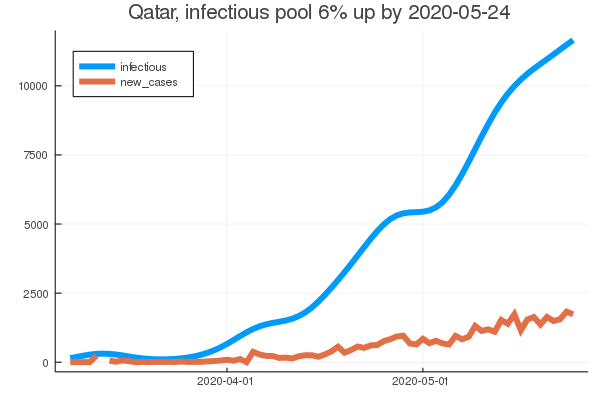 Qatar, infectious pool 6% up by 2020-05-24
infectious
new_cases
10000
7500
5000
2500
0
2020-04-01
2020-05-01